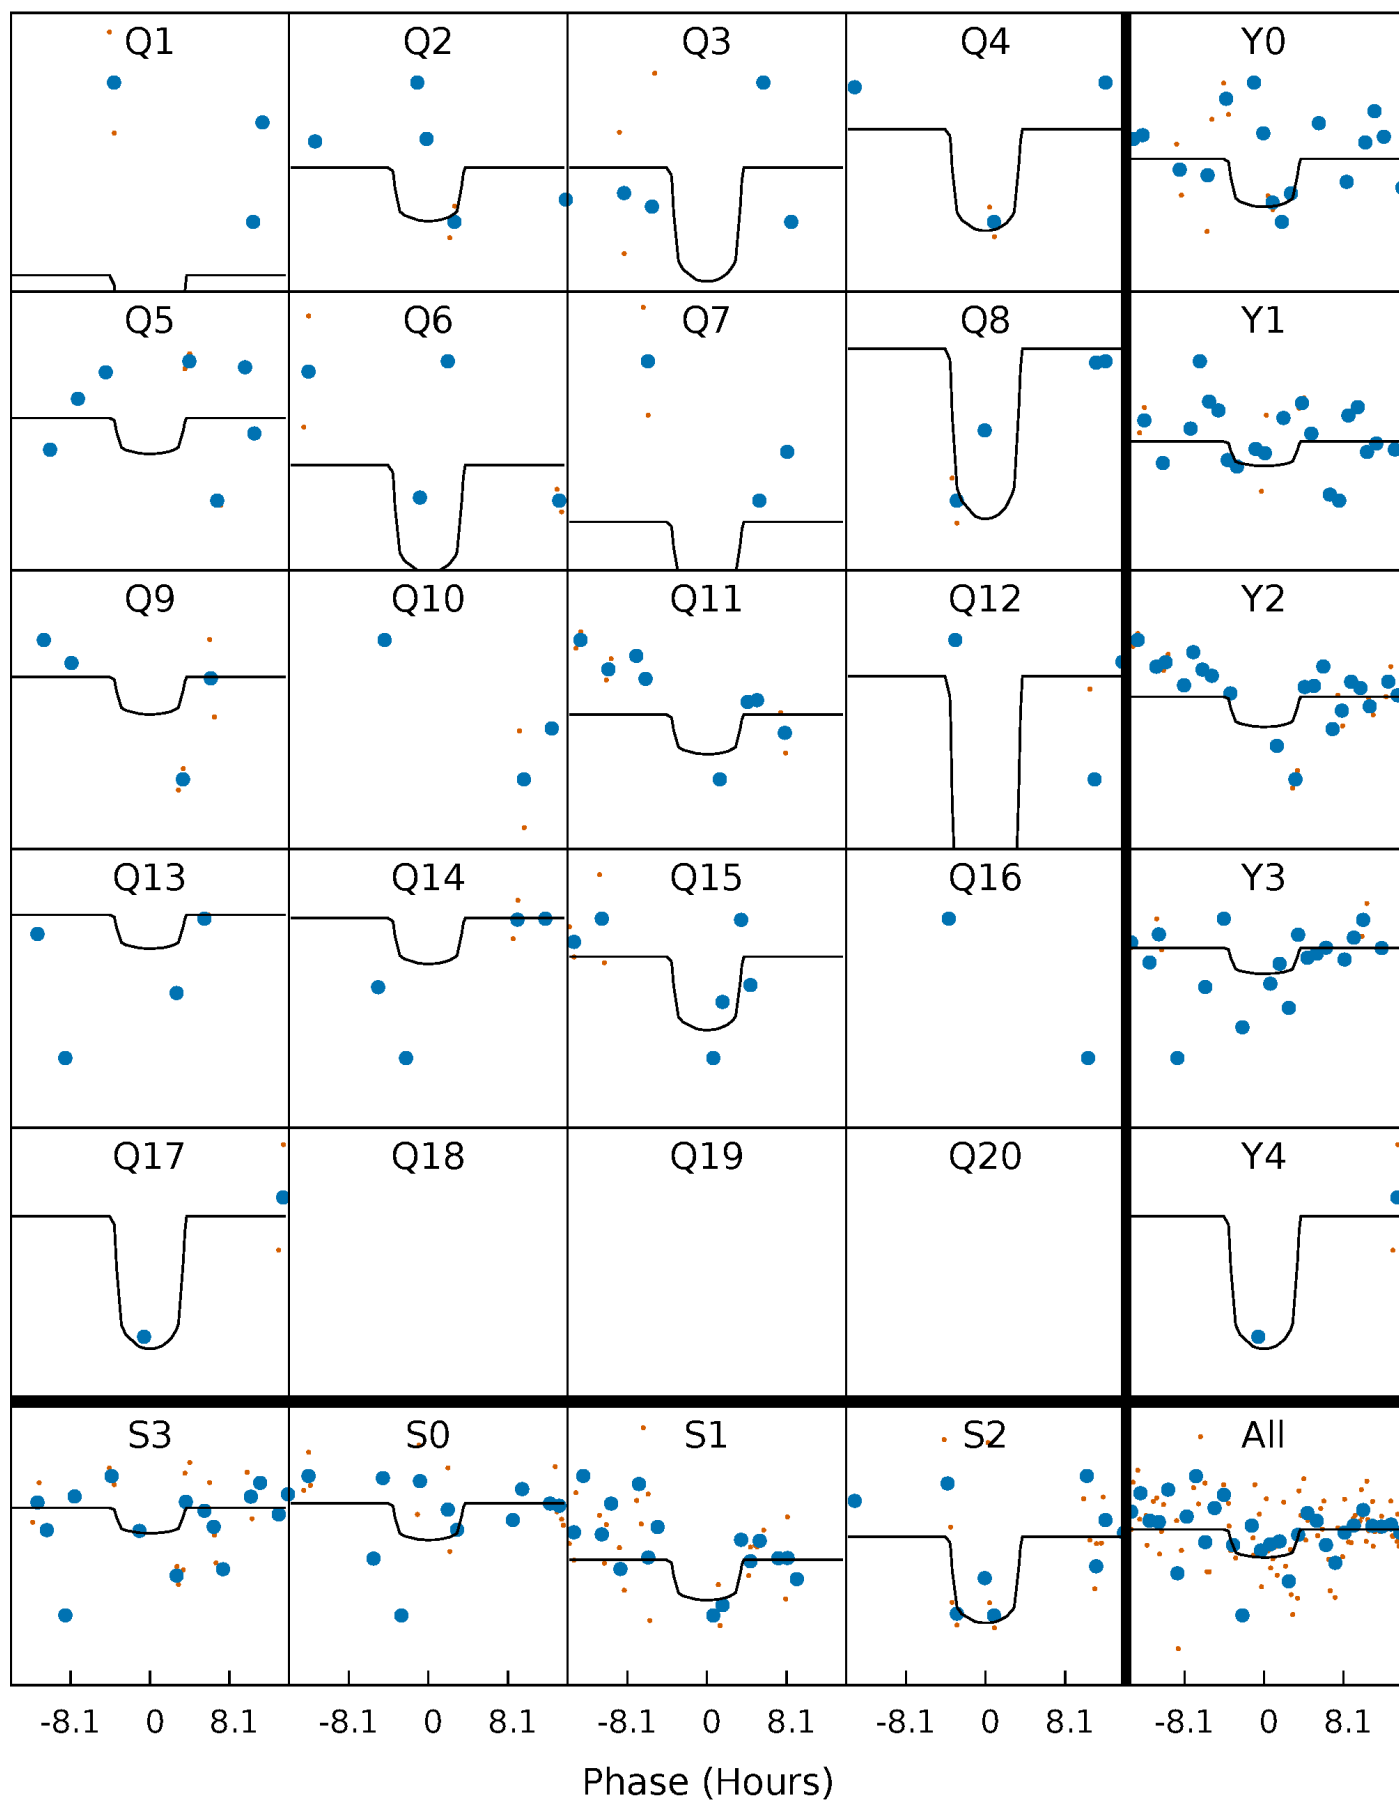 Q1 Q2 Q3 Q4 Y0
Q5 Q6 Q7 Q8 Y1
Q9 Q10 Q11 Q12 Y2
Q13 Q14 Q15 Q16 Y3
Q17 Q18 Q19 Q20 Y4
S3 S0 S1 S2 All
-8.1 0 8.1 -8.1 0 8.1 -8.1 0 8.1 -8.1 0 8.1 -8.1 0 8.1
Phase (Hours)